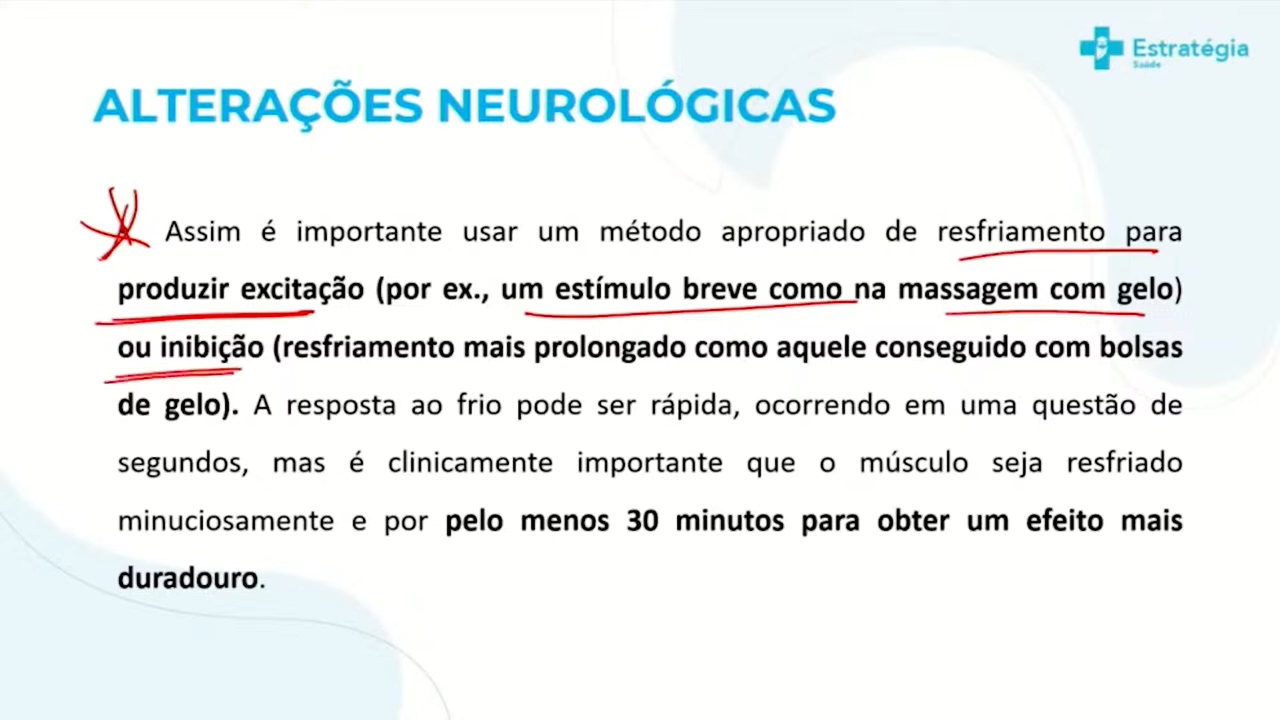 Estratégia
Saúde
ALTERAÇÕES NEUROLÓGICAS
Assim é importante usar um método apropriado de resfriamento para
produzir excitação (por ex., um estímulo breve como na massagem com gelo)
ou inibição (resfriamento mais prolongado como aquele conseguido com bolsas
de gelo). A resposta ao frio pode ser rápida, ocorrendo em uma questão de
segundos, mas é clinicamente importante que o músculo seja resfriado
minuciosamente e por pelo menos 30 minutos para obter um efeito mais
duradouro.